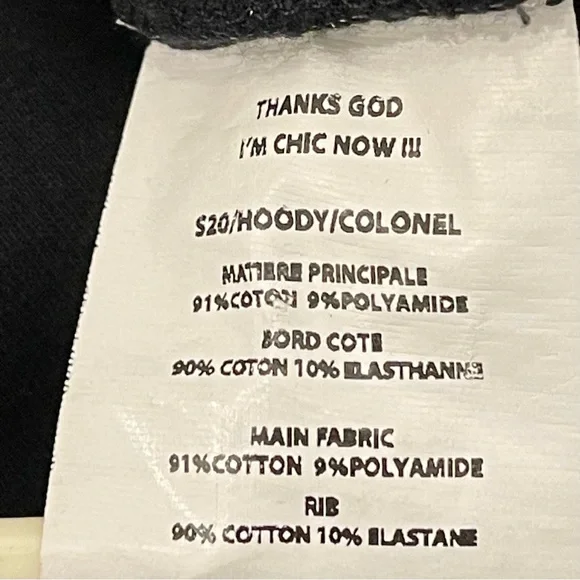 THANKS GOD
I'M CHIC NOW !!!
S20/HOODY/COLONEL
MATIERE PRINCIPALE
91%COTON 9%POLYAMIDE
BORD COTE
90% COTON 10% ELASTHANNE
MAIN FABRIC
91%COTTON 9%POLYAMIDE
RIB
90% COTTON 10% ELASTANE